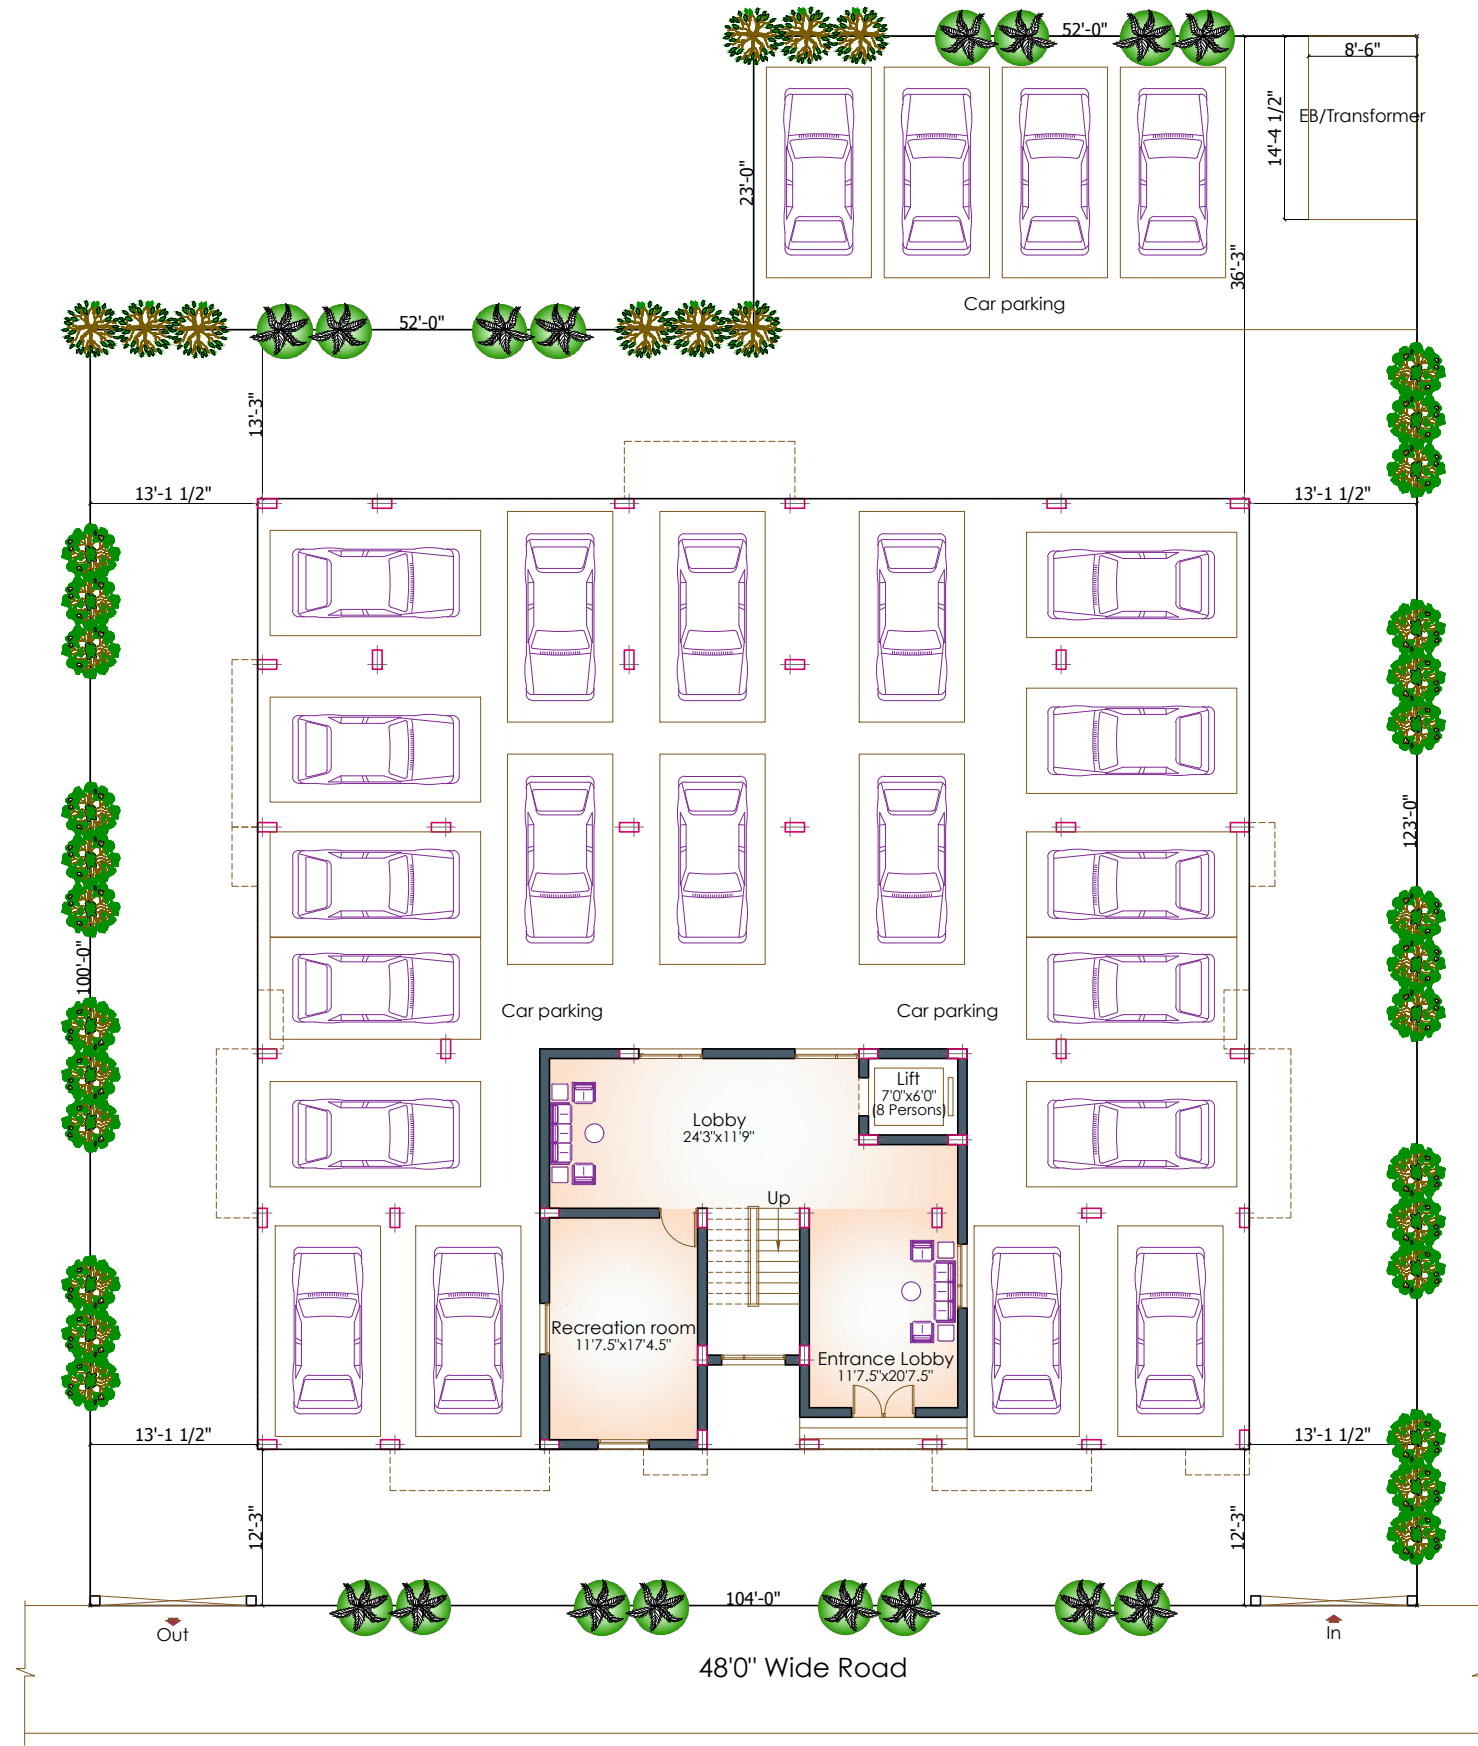 52'-0"
8'-6"
EB/Transformer
14'-4 1/2"
23'-0"
36'-3"
Car parking
52'-0"
13'-3"
13'-1 1/2"
13'-1 1/2"
123'-0"
100'-0"
Car parking
Car parking
Lift
7'0"x6'0"
(8 Persons)
Lobby
24'3"x11'9"
Up
Recreation room
11'7.5"x17'4.5"
Entrance Lobby
11'7.5"x20'7.5"
13'-1 1/2"
13'-1 1/2"
12'-3"
12'-3"
104'-0"
Out
In
48'0" Wide Road